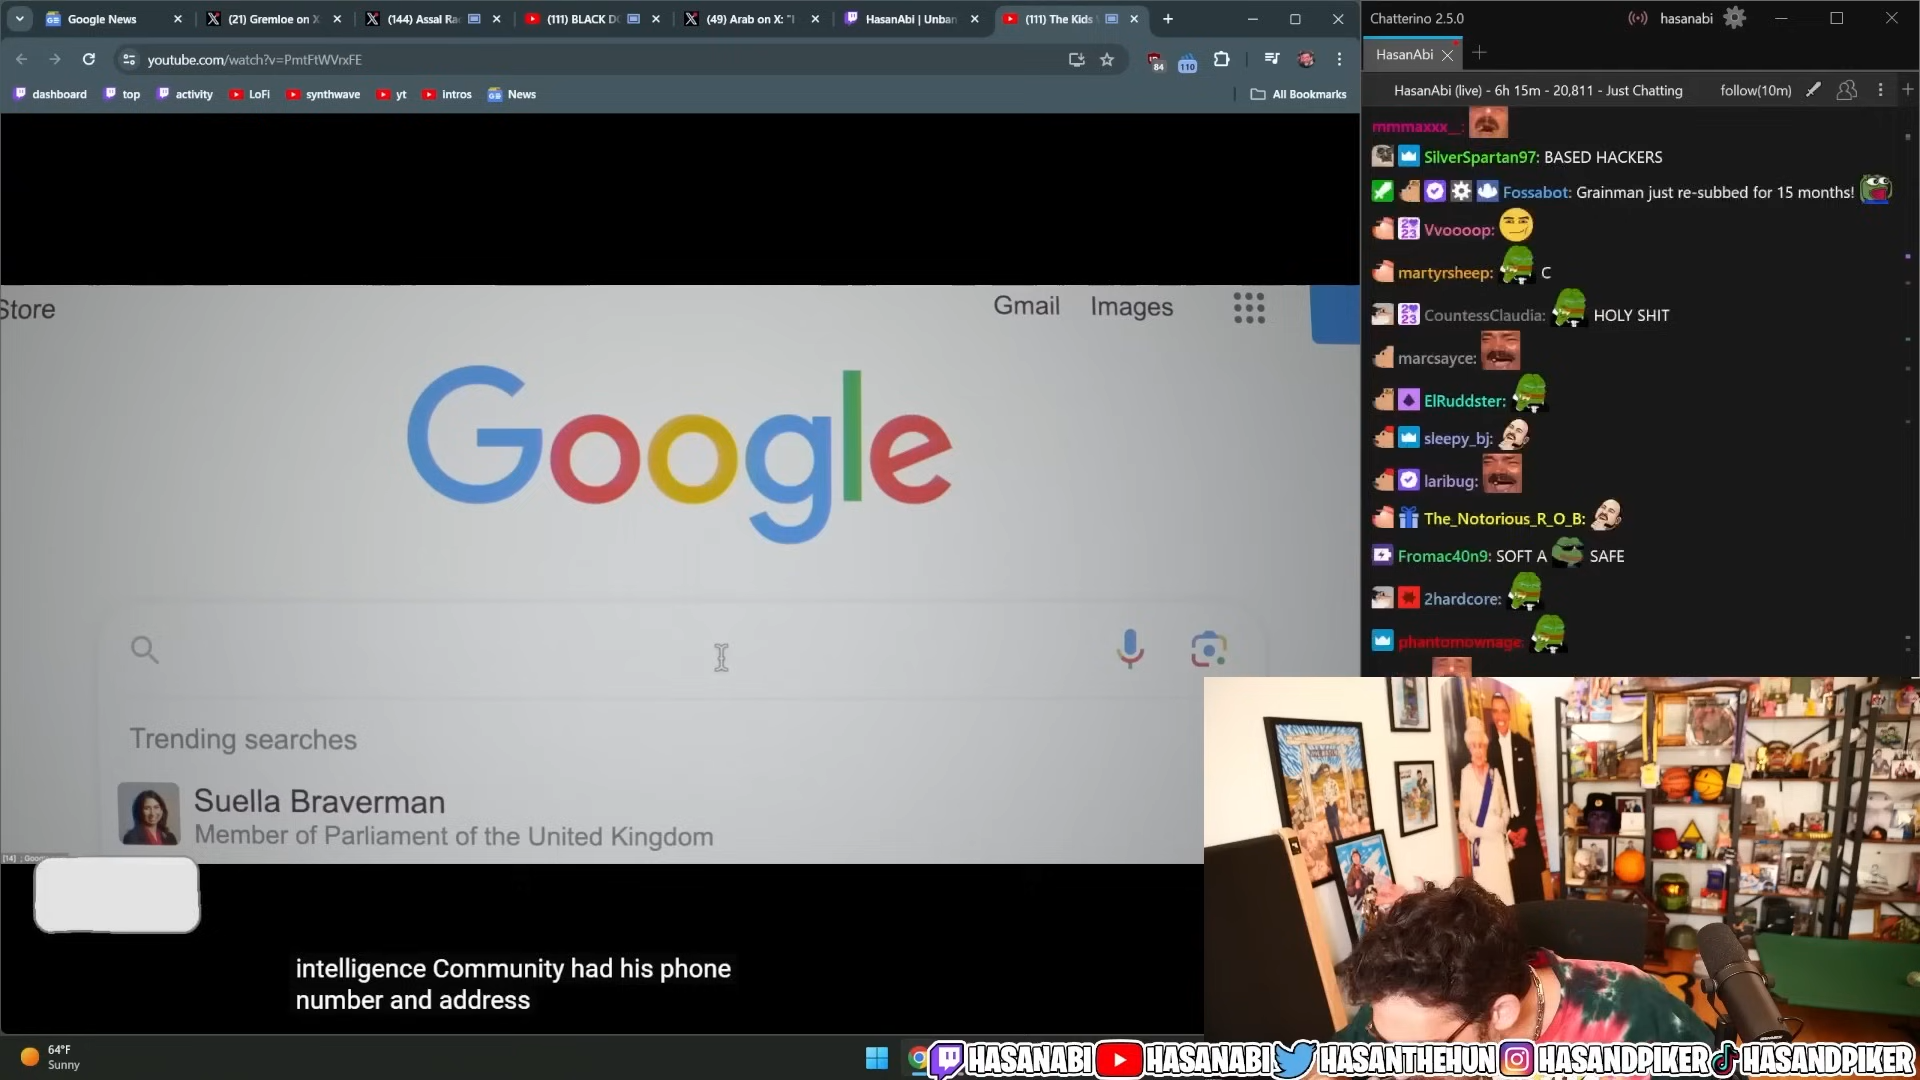 Google News
(21) Gremloe on X
(144) Assal Ra
(111) BLACK D
(49) Arab on X: "I
HasanAbi | Unban
(111) The Kids
youtube.com/watch?v=PmtFtWVrxFE
84
110
dashboard
top
activity
LoFi
synthwave
yt
intros
News
All Bookmarks
Store
Gmail
Images
Google
Trending searches
Suella Braverman
Member of Parliament of the United Kingdom
intelligence Community had his phone
number and address
64°F
Sunny
Chatterino 2.5.0
hasanabi
HasanAbi
HasanAbi (live) - 6h 15m - 20,811 - Just Chatting
follow(10m)
mmmaxxx__:
SilverSpartan97: BASED HACKERS
Fossabot: Grainman just re-subbed for 15 months!
Vvoooop:
martyrsheep: C
CountessClaudia: HOLY SHIT
marcsayce:
ElRuddster:
sleepy_bj:
laribug:
The_Notorious_R_O_B:
Fromac40n9: SOFT A SAFE
2hardcore:
phantomownage:
HASANABI
HASANABI
HASANTHEHUN
HASANDPIKER
HASANDPIKER